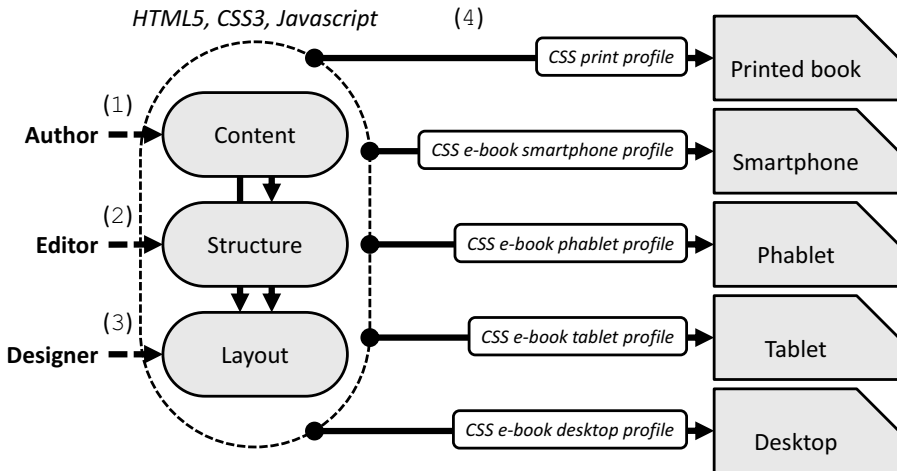 HTML5, CSS3, Javascript (4)
CSS print profile
Printed book
(1)
Author
Content
CSS e-book smartphone profile
Smartphone
(2)
Editor
Structure
CSS e-book phablet profile
Phablet
(3)
Designer
Layout
CSS e-book tablet profile
Tablet
CSS e-book desktop profile
Desktop